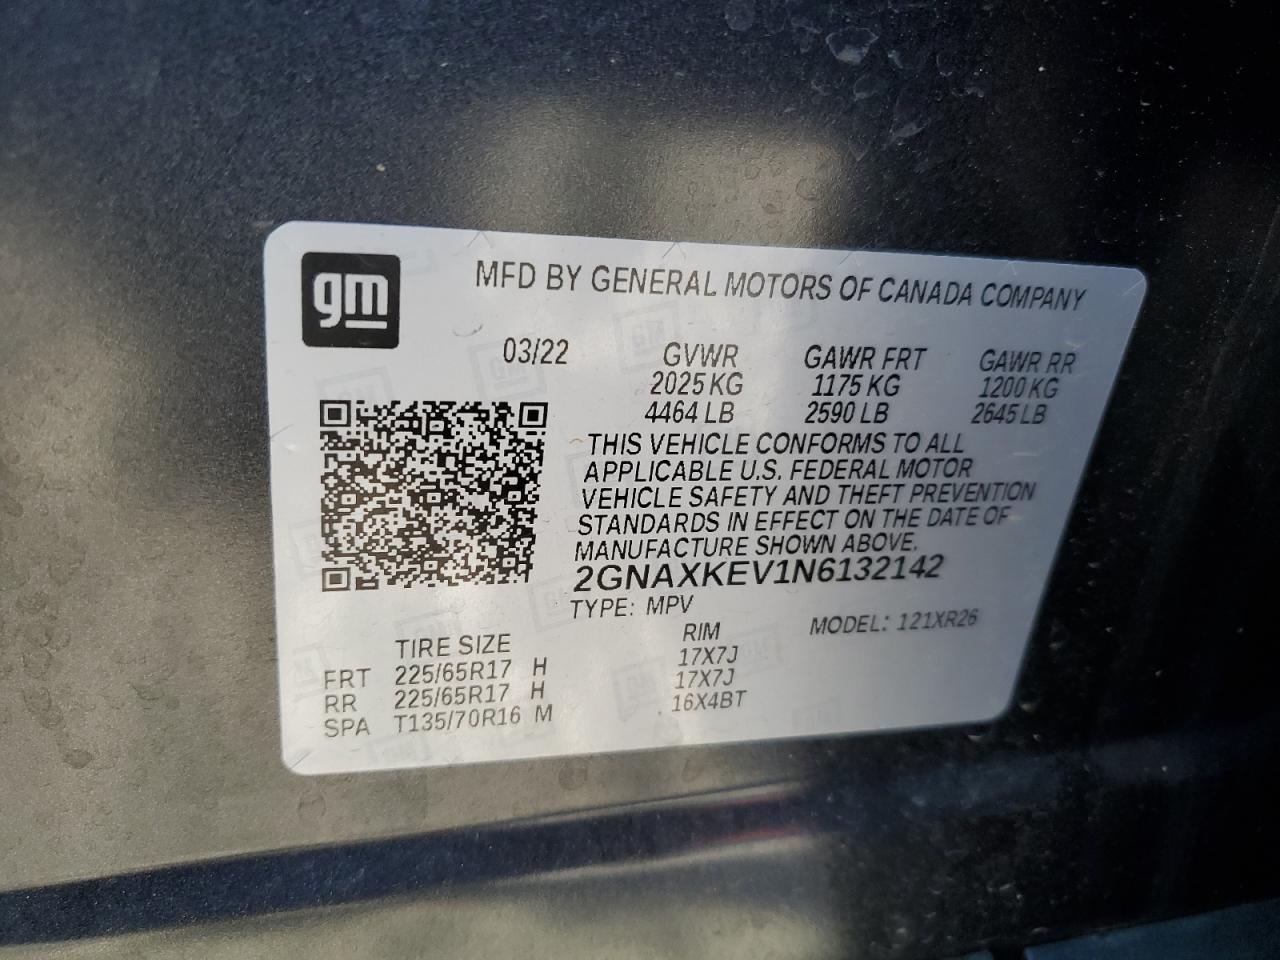 gm
MFD BY GENERAL MOTORS OF CANADA COMPANY
03/22 GVWR GAWR FRT GAWR RR
2025 KG 1175 KG 1200 KG
4464 LB 2590 LB 2645 LB
THIS VEHICLE CONFORMS TO ALL
APPLICABLE U.S. FEDERAL MOTOR
VEHICLE SAFETY AND THEFT PREVENTION
STANDARDS IN EFFECT ON THE DATE OF
MANUFACTURE SHOWN ABOVE.
2GNAXKEV1N6132142
TYPE: MPV MODEL: 121XR26
TIRE SIZE RIM
FRT 225/65R17 H 17X7J
RR 225/65R17 H 17X7J
SPA T135/70R16 M 16X4BT